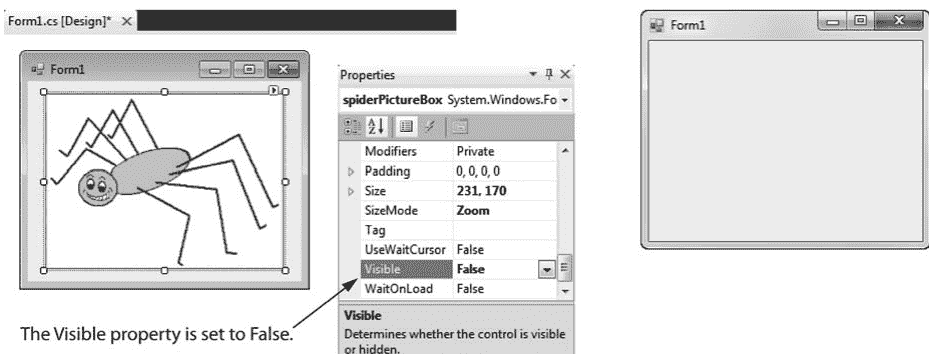 Form1.cs [Design]* ×
Form1
The Visible property is set to False.
Properties
spiderPictureBox System.Windows.Fo
A
Z
Modifiers Private
Padding 0, 0, 0, 0
Size 231, 170
SizeMode Zoom
Tag
UseWaitCursor False
Visible False
WaitOnLoad False
Visible
Determines whether the control is visible
or hidden.
Form1